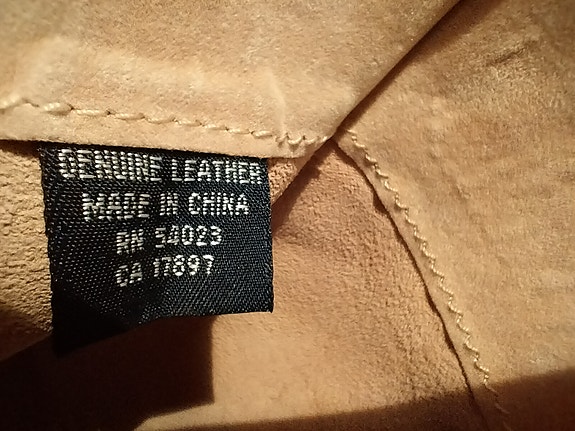 GENUINE LEATHER
MADE IN CHINA
RN 54023
CA 17897